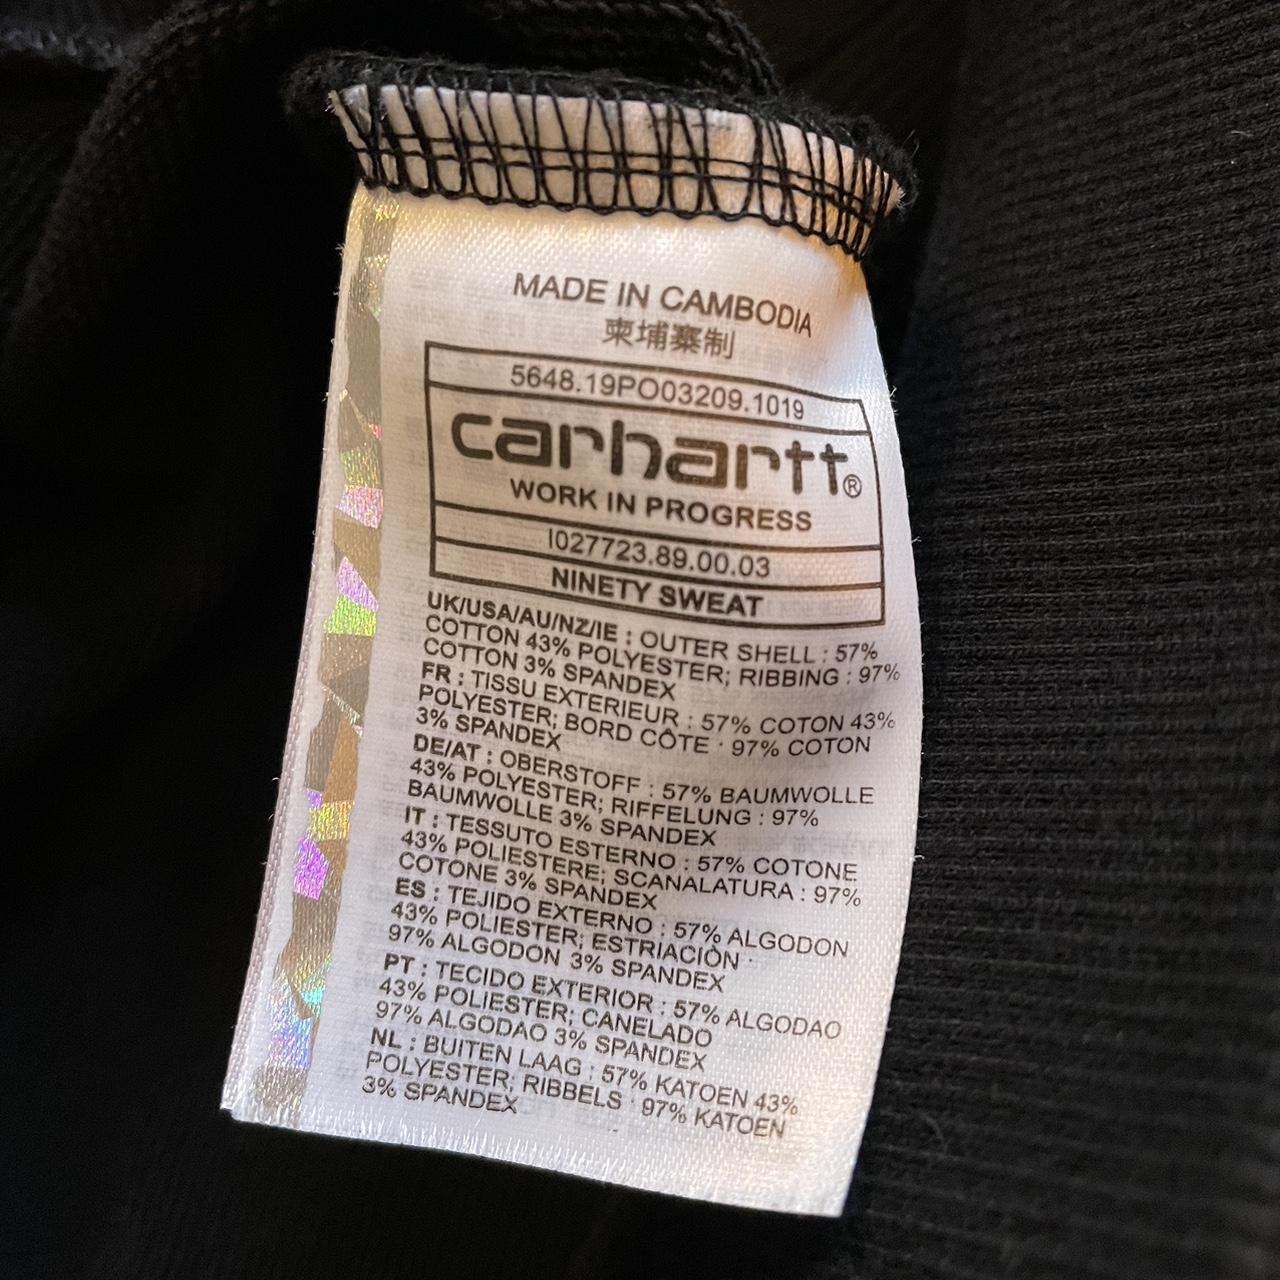 MADE IN CAMBODIA
柬埔寨制
5648.19PO03209.1019
carhartt®
WORK IN PROGRESS
I027723.89.00.03
NINETY SWEAT
UK/USA/AU/NZ/IE : OUTER SHELL : 57%
COTTON 43% POLYESTER; RIBBING : 97%
COTTON 3% SPANDEX
FR : TISSU EXTERIEUR : 57% COTON 43%
POLYESTER; BORD CÔTE : 97% COTON
3% SPANDEX
DE/AT : OBERSTOFF : 57% BAUMWOLLE
43% POLYESTER; RIFFELUNG : 97%
BAUMWOLLE 3% SPANDEX
IT : TESSUTO ESTERNO : 57% COTONE
43% POLIESTERE; SCANALATURA : 97%
COTONE 3% SPANDEX
ES : TEJIDO EXTERNO : 57% ALGODON
43% POLIESTER; ESTRIACIÒN :
97% ALGODON 3% SPANDEX
PT : TECIDO EXTERIOR : 57% ALGODAO
43% POLIESTER; CANELADO
97% ALGODAO 3% SPANDEX
NL : BUITEN LAAG : 57% KATOEN 43%
POLYESTER; RIBBELS : 97% KATOEN
3% SPANDEX